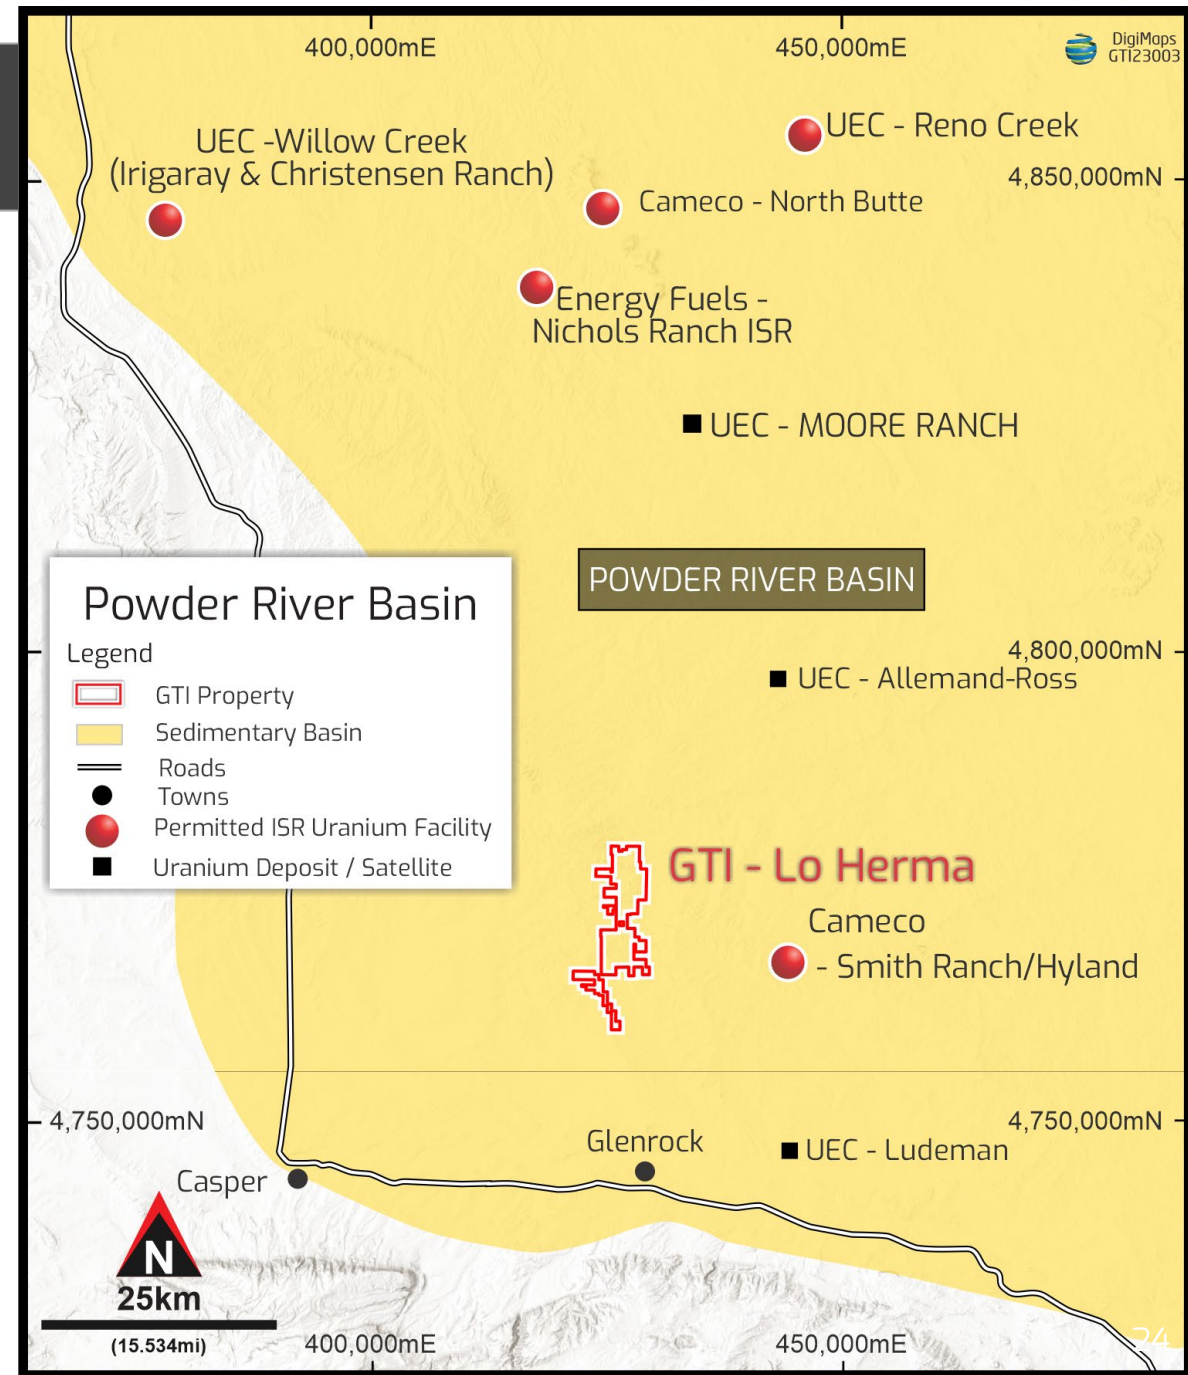 400,000mE
450,000mE
DigiMaps
GTI23003
UEC - Reno Creek
UEC -Willow Creek
(Irigaray & Christensen Ranch)
4,850,000mN
Cameco - North Butte
Energy Fuels -
Nichols Ranch ISR
UEC - MOORE RANCH
POWDER RIVER BASIN
Powder River Basin
Legend
GTI Property
Sedimentary Basin
Roads
Towns
Permitted ISR Uranium Facility
Uranium Deposit / Satellite
4,800,000mN
UEC - Allemand-Ross
GTI - Lo Herma
Cameco
- Smith Ranch/Hyland
4,750,000mN
4,750,000mN
Glenrock
UEC - Ludeman
Casper
N
25km
(15.534mi)
400,000mE
450,000mE
24